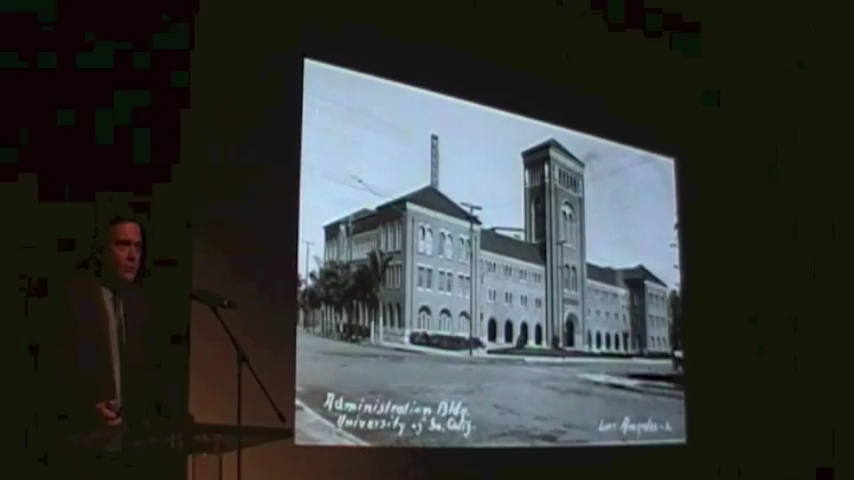 Administration Bldg.
University of So. Calif.
Los Angeles